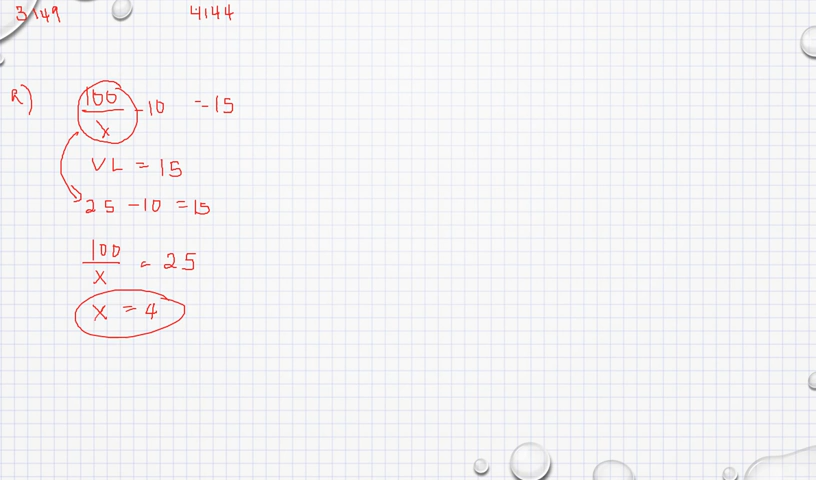 3149 4144
R) 100/x - 10 = 15
VL = 15
25 - 10 = 15
100/x = 25
x = 4